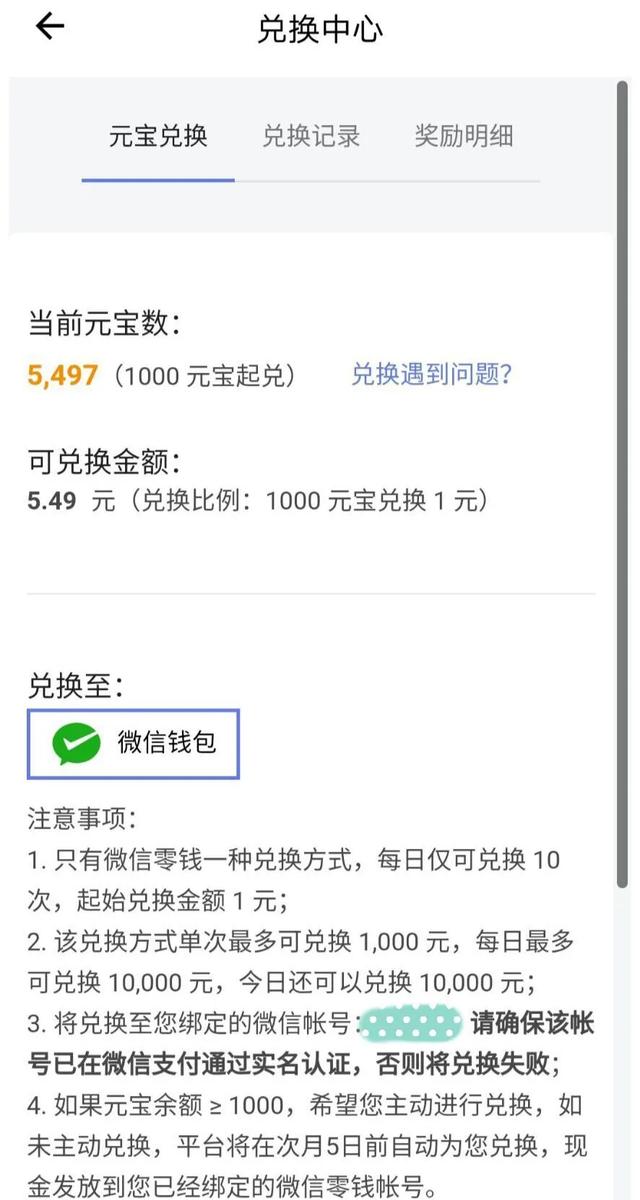 兑换中心
元宝兑换 兑换记录 奖励明细
当前元宝数：
5,497（1000 元宝起兑） 兑换遇到问题？
可兑换金额：
5.49 元（兑换比例：1000 元宝兑换 1 元）
兑换至：
微信钱包
注意事项：
1. 只有微信零钱一种兑换方式，每日仅可兑换 10
次，起始兑换金额 1 元；
2. 该兑换方式单次最多可兑换 1,000 元，每日最多
可兑换 10,000 元，今日还可以兑换 10,000 元；
3. 将兑换至您绑定的微信帐号： 请确保该帐
号已在微信支付通过实名认证，否则将兑换失败；
4. 如果元宝余额 ≥ 1000，希望您主动进行兑换，如
未主动兑换，平台将在次月5日前自动为您兑换，现
金发放到您已经绑定的微信零钱帐号。